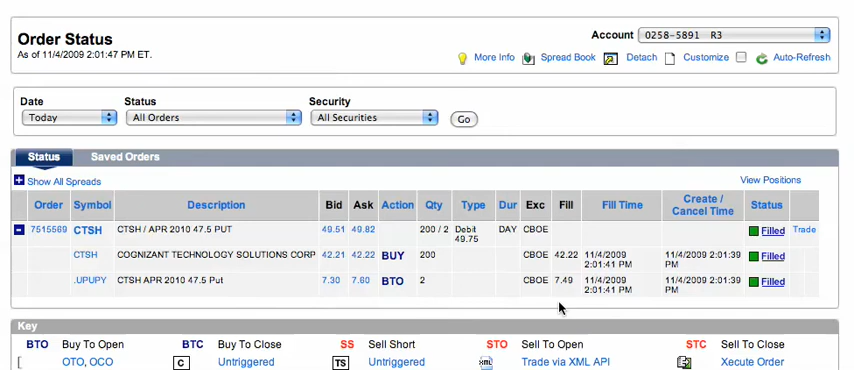 Order Status
As of 11/4/2009 2:01:47 PM ET.
Account 0258-5891 R3
More Info Spread Book Detach Customize Auto-Refresh
Date Status Security
Today All Orders All Securities Go
Status Saved Orders
Show All Spreads View Positions
Order Symbol Description Bid Ask Action Qty Type Dur Exc Fill Fill Time Create / Cancel Time Status
7515569 CTSH CTSH / APR 2010 47.5 PUT 49.51 49.82 200 / 2 Debit 49.75 DAY CBOE Filled Trade
CTSH COGNIZANT TECHNOLOGY SOLUTIONS CORP 42.21 42.22 BUY 200 CBOE 42.22 11/4/2009 2:01:41 PM 11/4/2009 2:01:39 PM Filled
.UPUPY CTSH APR 2010 47.5 Put 7.30 7.60 BTO 2 CBOE 7.49 11/4/2009 2:01:41 PM 11/4/2009 2:01:39 PM Filled
Key
BTO Buy To Open BTC Buy To Close SS Sell Short STO Sell To Open STC Sell To Close
[ OTO, OCO C Untriggered TS Untriggered xml Trade via XML API Xecute Order